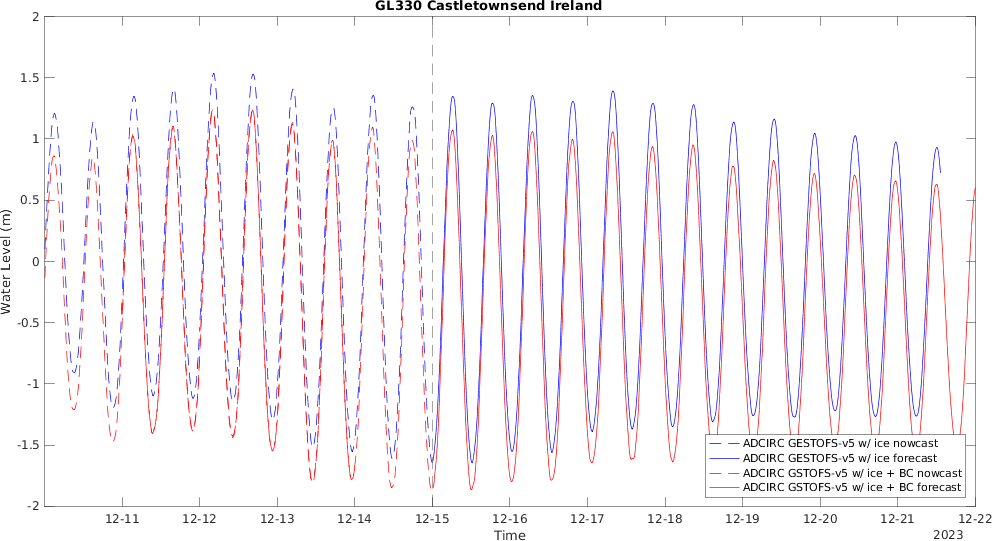 GL330 Castletownsend Ireland
2
1.5
1
0.5
0
-0.5
-1
-1.5
-2
Water Level (m)
ADCIRC GESTOFS-v5 w/ ice nowcast
ADCIRC GESTOFS-v5 w/ ice forecast
ADCIRC GSTOFS-v5 w/ ice + BC nowcast
ADCIRC GSTOFS-v5 w/ ice + BC forecast
12-11 12-12 12-13 12-14 12-15 12-16 12-17 12-18 12-19 12-20 12-21 12-22
Time
2023